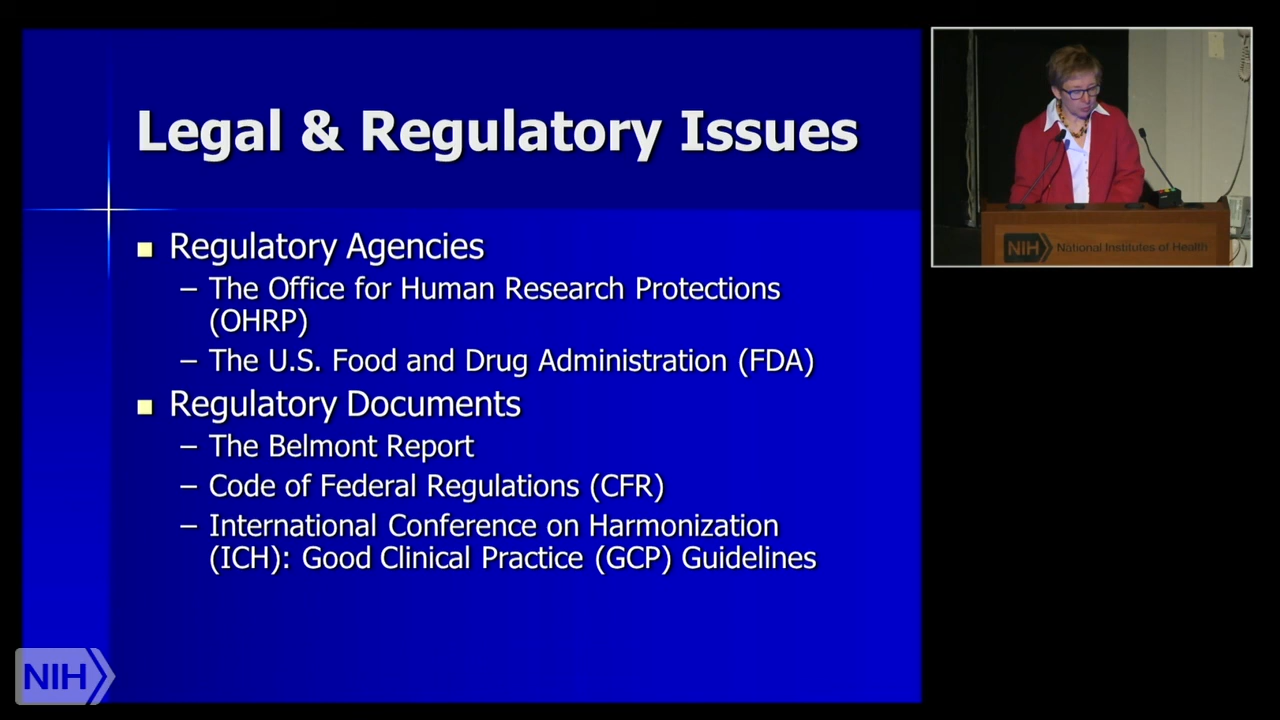 Legal & Regulatory Issues
Regulatory Agencies
– The Office for Human Research Protections
(OHRP)
– The U.S. Food and Drug Administration (FDA)
Regulatory Documents
– The Belmont Report
– Code of Federal Regulations (CFR)
– International Conference on Harmonization
(ICH): Good Clinical Practice (GCP) Guidelines
NIH National Institutes of Health
NIH